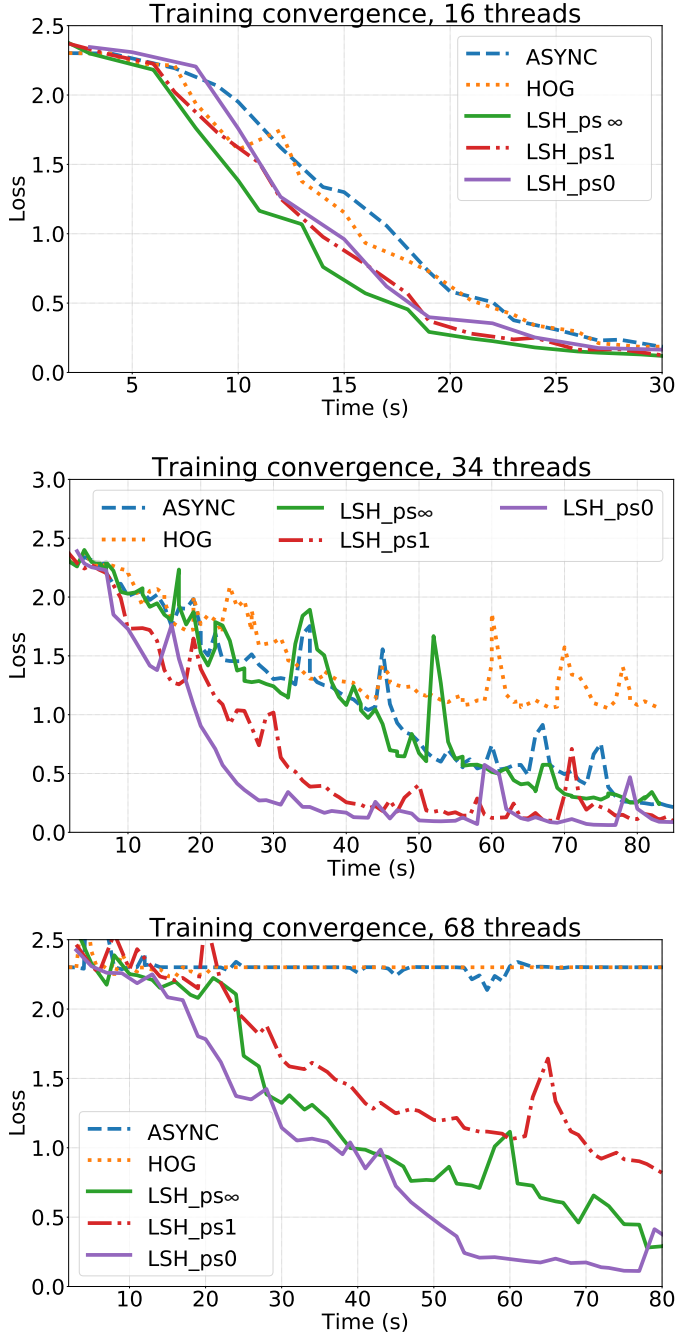 Training convergence, 16 threads
2.5
2.0
1.5
1.0
0.5
0.0
Loss
ASYNC
HOG
LSH_ps∞
LSH_ps1
LSH_ps0
5 10 15 20 25 30
Time (s)
Training convergence, 34 threads
3.0
2.5
2.0
1.5
1.0
0.5
0.0
Loss
ASYNC LSH_ps∞ LSH_ps0
HOG LSH_ps1
10 20 30 40 50 60 70 80
Time (s)
Training convergence, 68 threads
2.5
2.0
1.5
1.0
0.5
0.0
Loss
ASYNC
HOG
LSH_ps∞
LSH_ps1
LSH_ps0
10 20 30 40 50 60 70 80
Time (s)